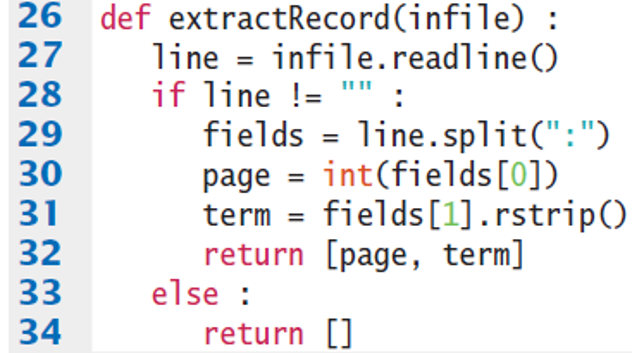 26 def extractRecord(infile) :
27    line = infile.readline()
28    if line != "" :
29       fields = line.split(":")
30       page = int(fields[0])
31       term = fields[1].rstrip()
32       return [page, term]
33    else :
34       return []